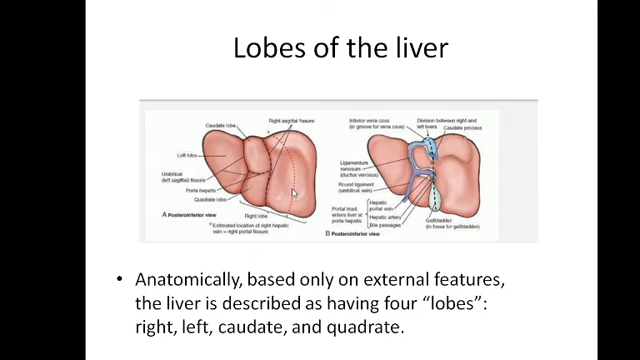 Lobes of the liver
Caudate lobe
Right sagittal fissure
Left lobe
Umbilical
(left sagittal) fissure
Porta hepatis
Quadrate lobe
Right lobe
A Posteroinferior view
* Estimated location of right hepatic
vein = right portal fissure
Inferior vena cava
(in groove for vena cava)
Division between right and
left livers
Caudate process
Ligamentum
venosum
(ductus venosus)
Round ligament
(umbilical vein)
Portal triad
enters liver at
porta hepatis
Hepatic
portal vein
Hepatic artery
Bile passages
Gallbladder
(in fossa for gallbladder)
B Posteroinferior view
• Anatomically, based only on external features,
the liver is described as having four “lobes”:
right, left, caudate, and quadrate.